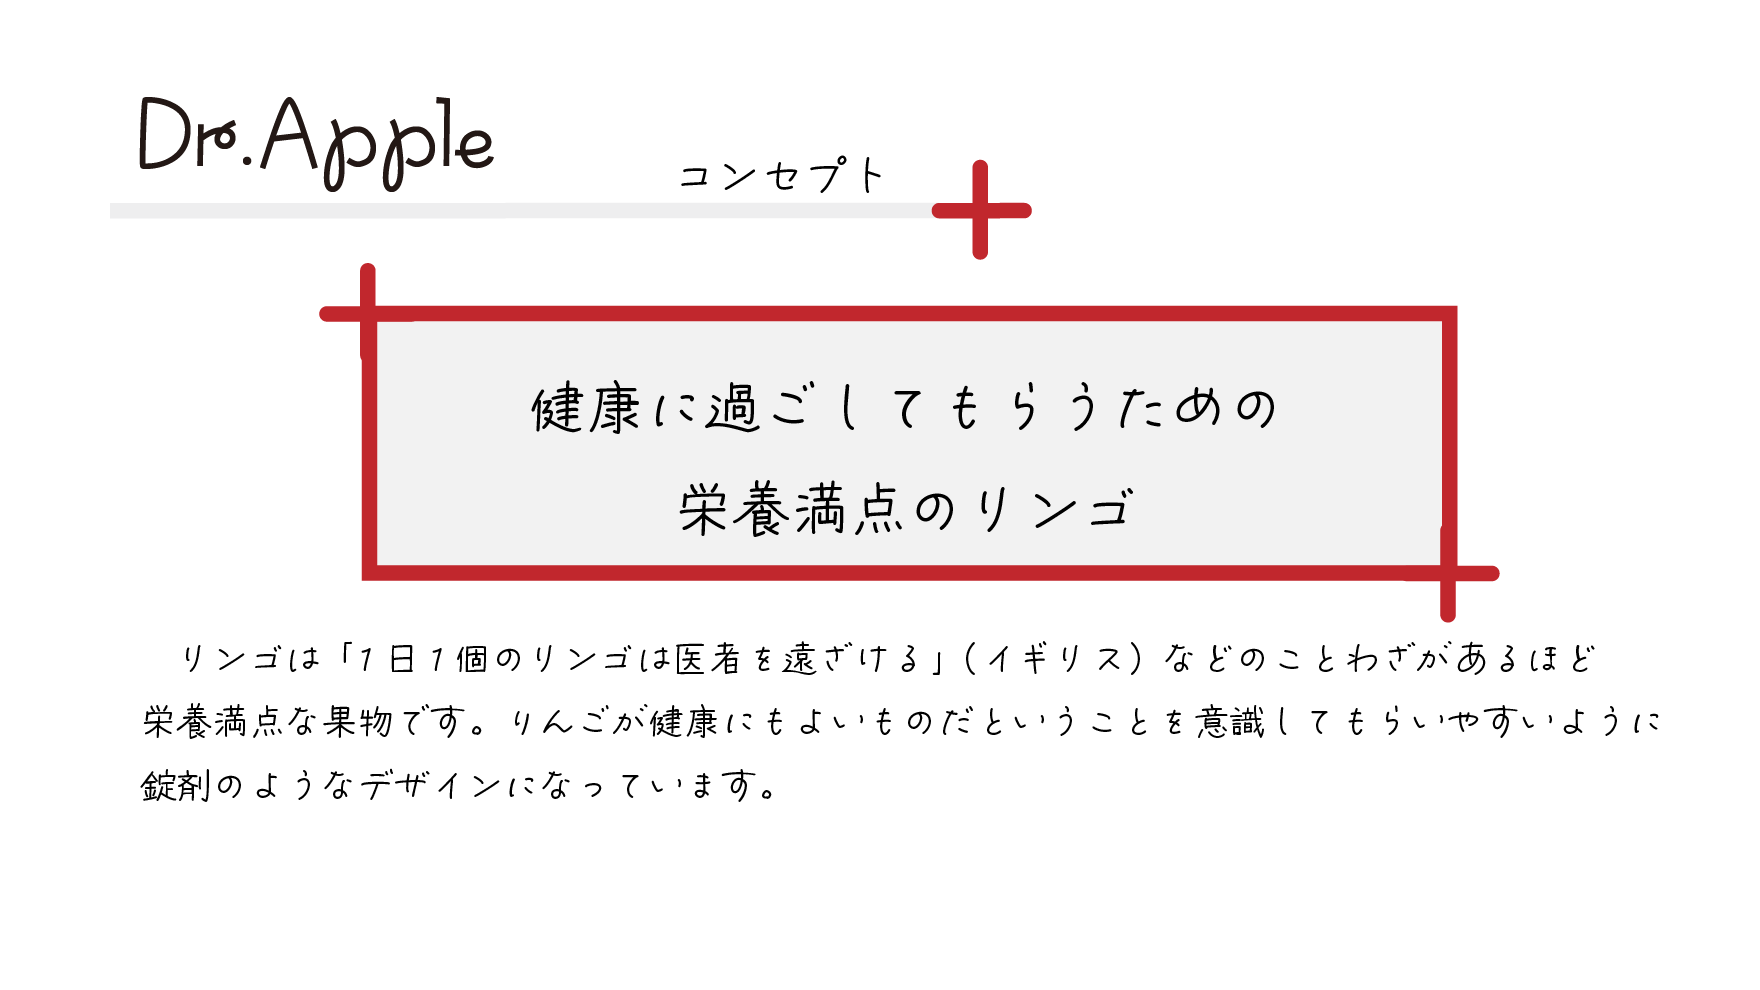 Dr.Apple
コンセプト
健康に過ごしてもらうための
栄養満点のリンゴ
リンゴは「1日1個のリンゴは医者を遠ざける」(イギリス)などのことわざがあるほど
栄養満点な果物です。りんごが健康にもよいものだということを意識してもらいやすいように
錠剤のようなデザインになっています。